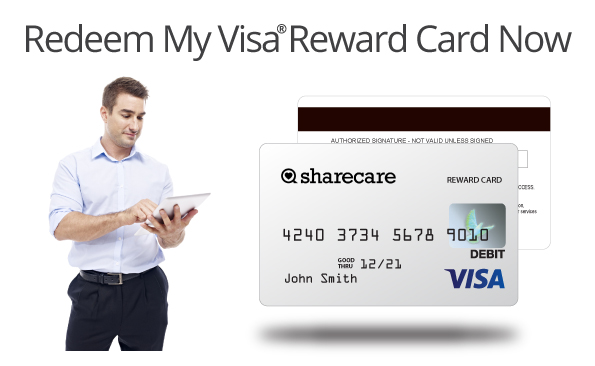 Redeem My Visa® Reward Card Now
AUTHORIZED SIGNATURE - NOT VALID UNLESS SIGNED
sharecare
REWARD CARD
4240 3734 5678 9010
DEBIT
GOOD
THRU 12/21
John Smith
VISA